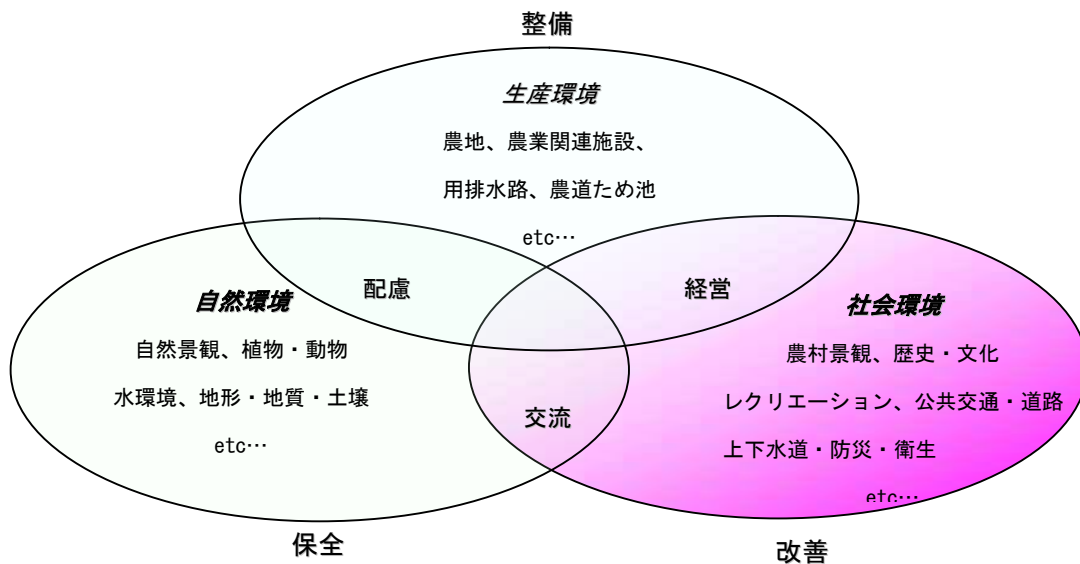 整備
生産環境
農地、農業関連施設、
用排水路、農道ため池
etc…
配慮
経営
自然環境
自然景観、植物・動物
水環境、地形・地質・土壌
etc…
社会環境
農村景観、歴史・文化
レクリエーション、公共交通・道路
上下水道・防災・衛生
etc…
交流
保全
改善